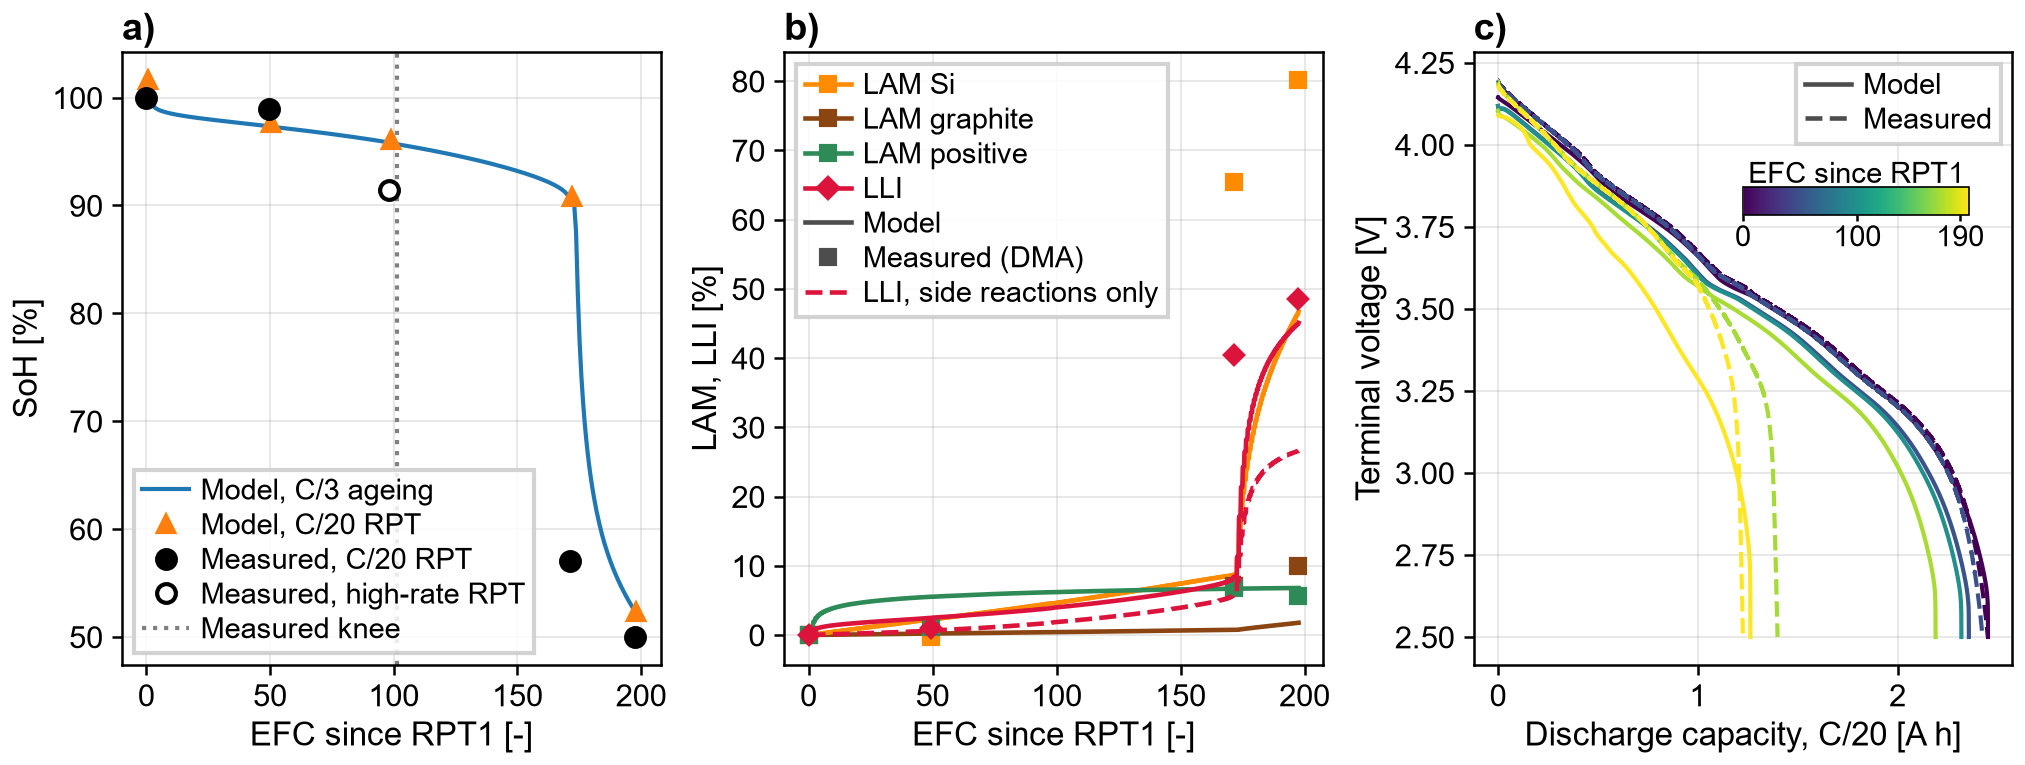 a)
SoH [%]
100
90
80
70
60
50
Model, C/3 ageing
Model, C/20 RPT
Measured, C/20 RPT
Measured, high-rate RPT
Measured knee
0 50 100 150 200
EFC since RPT1 [-]
b)
LAM, LLI [%]
80
70
60
50
40
30
20
10
0
LAM Si
LAM graphite
LAM positive
LLI
Model
Measured (DMA)
LLI, side reactions only
0 50 100 150 200
EFC since RPT1 [-]
c)
Terminal voltage [V]
4.25
4.00
3.75
3.50
3.25
3.00
2.75
2.50
Model
Measured
EFC since RPT1
0 100 190
0 1 2
Discharge capacity, C/20 [A h]